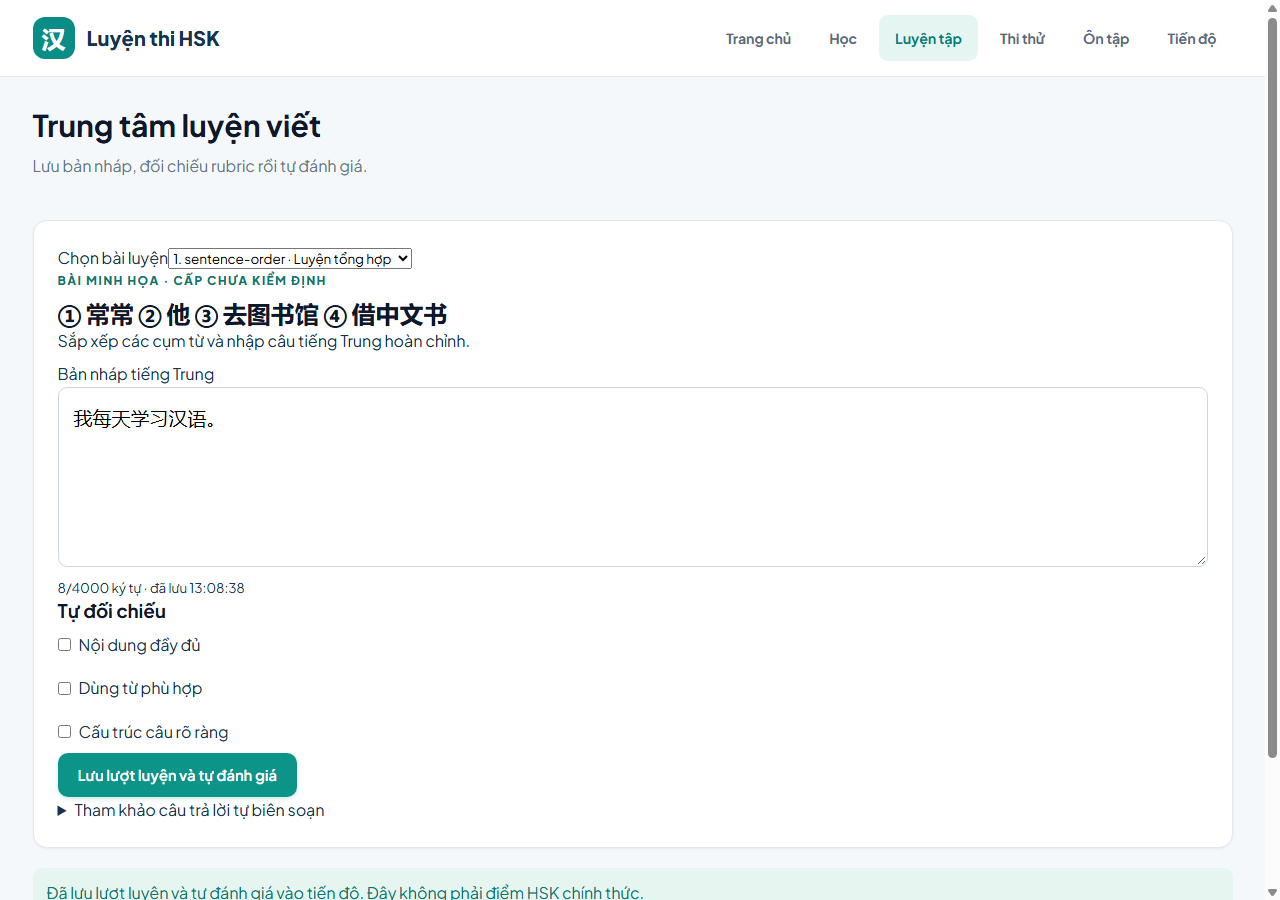 汉 Luyện thi HSK
Trang chủ Học Luyện tập Thi thử Ôn tập Tiến độ
Trung tâm luyện viết
Lưu bản nháp, đối chiếu rubric rồi tự đánh giá.
Chọn bài luyện 1. sentence-order · Luyện tổng hợp
BÀI MINH HỌA · CẤP CHƯA KIỂM ĐỊNH
① 常常 ② 他 ③ 去图书馆 ④ 借中文书
Sắp xếp các cụm từ và nhập câu tiếng Trung hoàn chỉnh.
Bản nháp tiếng Trung
我每天学习汉语。
8/4000 ký tự · đã lưu 13:08:38
Tự đối chiếu
Nội dung đầy đủ
Dùng từ phù hợp
Cấu trúc câu rõ ràng
Lưu lượt luyện và tự đánh giá
Tham khảo câu trả lời tự biên soạn
Đã lưu lượt luyện và tự đánh giá vào tiến độ. Đây không phải điểm HSK chính thức.